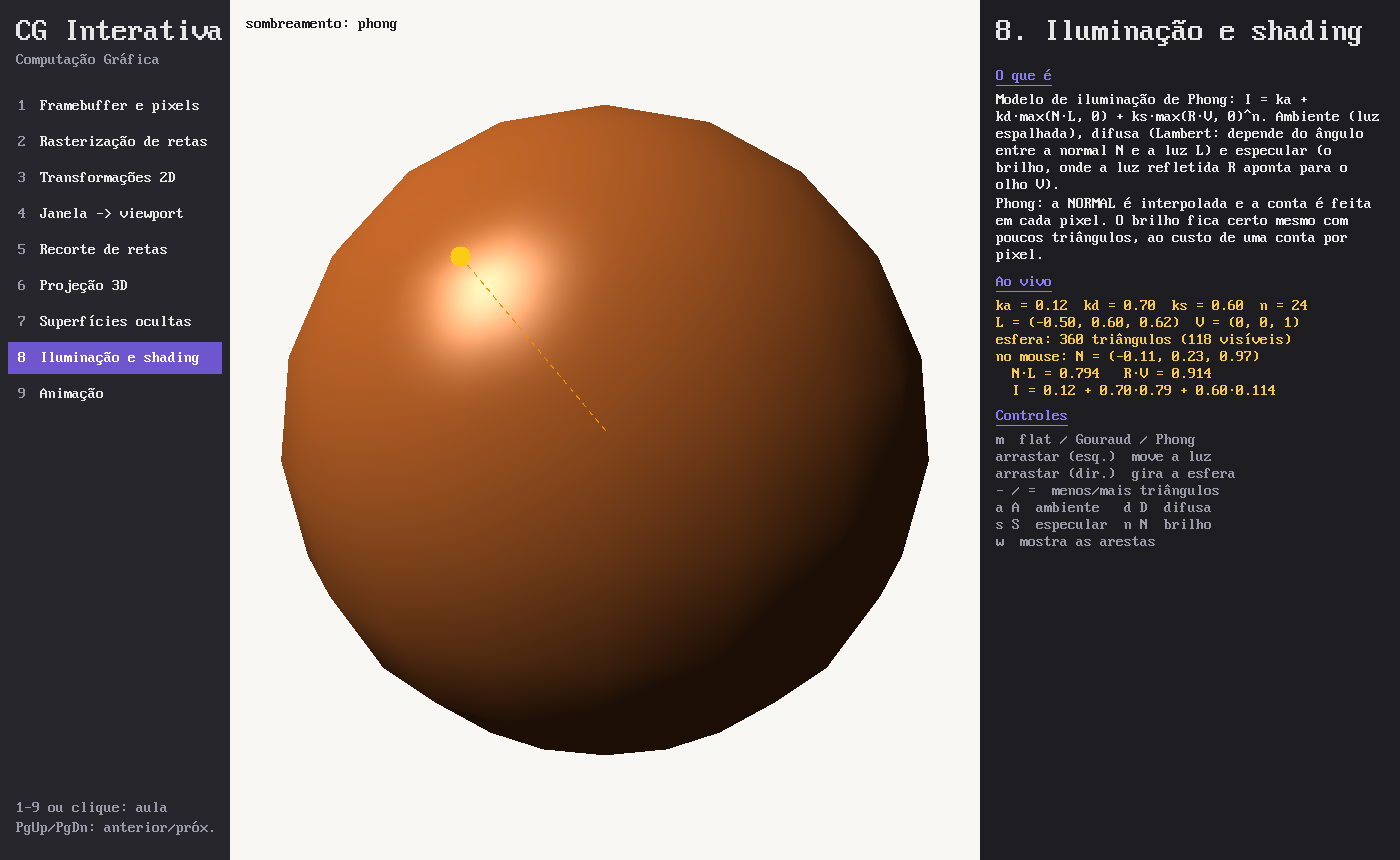 CG Interativa
Computação Gráfica
1 Framebuffer e pixels
2 Rasterização de retas
3 Transformações 2D
4 Janela -> viewport
5 Recorte de retas
6 Projeção 3D
7 Superfícies ocultas
8 Iluminação e shading
9 Animação
1-9 ou clique: aula
PgUp/PgDn: anterior/próx.
sombreamento: phong
8. Iluminação e shading
O que é
Modelo de iluminação de Phong: I = ka +
kd·max(N·L, 0) + ks·max(R·V, 0)^n. Ambiente (luz
espalhada), difusa (Lambert: depende do ângulo
entre a normal N e a luz L) e especular (o
brilho, onde a luz refletida R aponta para o
olho V).
Phong: a NORMAL é interpolada e a conta é feita
em cada pixel. O brilho fica certo mesmo com
poucos triângulos, ao custo de uma conta por
pixel.
Ao vivo
ka = 0.12  kd = 0.70  ks = 0.60  n = 24
L = (-0.50, 0.60, 0.62)  V = (0, 0, 1)
esfera: 360 triângulos (118 visíveis)
no mouse: N = (-0.11, 0.23, 0.97)
N·L = 0.794   R·V = 0.914
I = 0.12 + 0.70·0.79 + 0.60·0.114
Controles
m  flat / Gouraud / Phong
arrastar (esq.)  move a luz
arrastar (dir.)  gira a esfera
- / =  menos/mais triângulos
a A  ambiente   d D  difusa
s S  especular  n N  brilho
w  mostra as arestas